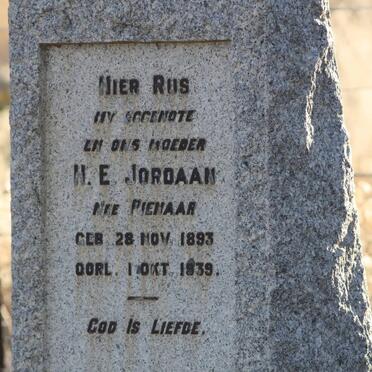 HIER RUS
MY EGGENOTE
EN ONS MOEDER
H. E. JORDAAN
NEE PIENAAR
GEB. 28 NOV. 1893
OORL. 1 OKT. 1939.
GOD IS LIEFDE.